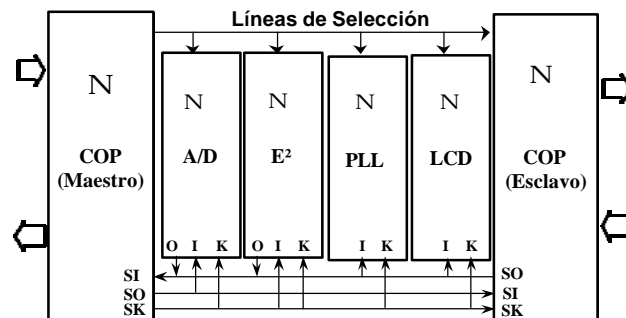 Líneas de Selección
N
N
N
N
N
N
COP
(Maestro)
A/D
E²
PLL
LCD
COP
(Esclavo)
O I K
O I K
I K
I K
SI
SO
SO
SI
SK
SK